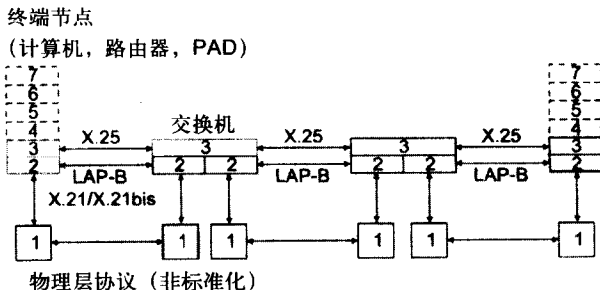 终端节点
（计算机，路由器，PAD）
7 7
6 6
5 5
4 4
X.25 交换机 X.25 X.25
3 3 3 3
2 2 2 2 2 2
LAP-B LAP-B LAP-B
X.21/X.21bis
1 1 1 1 1 1
物理层协议（非标准化）